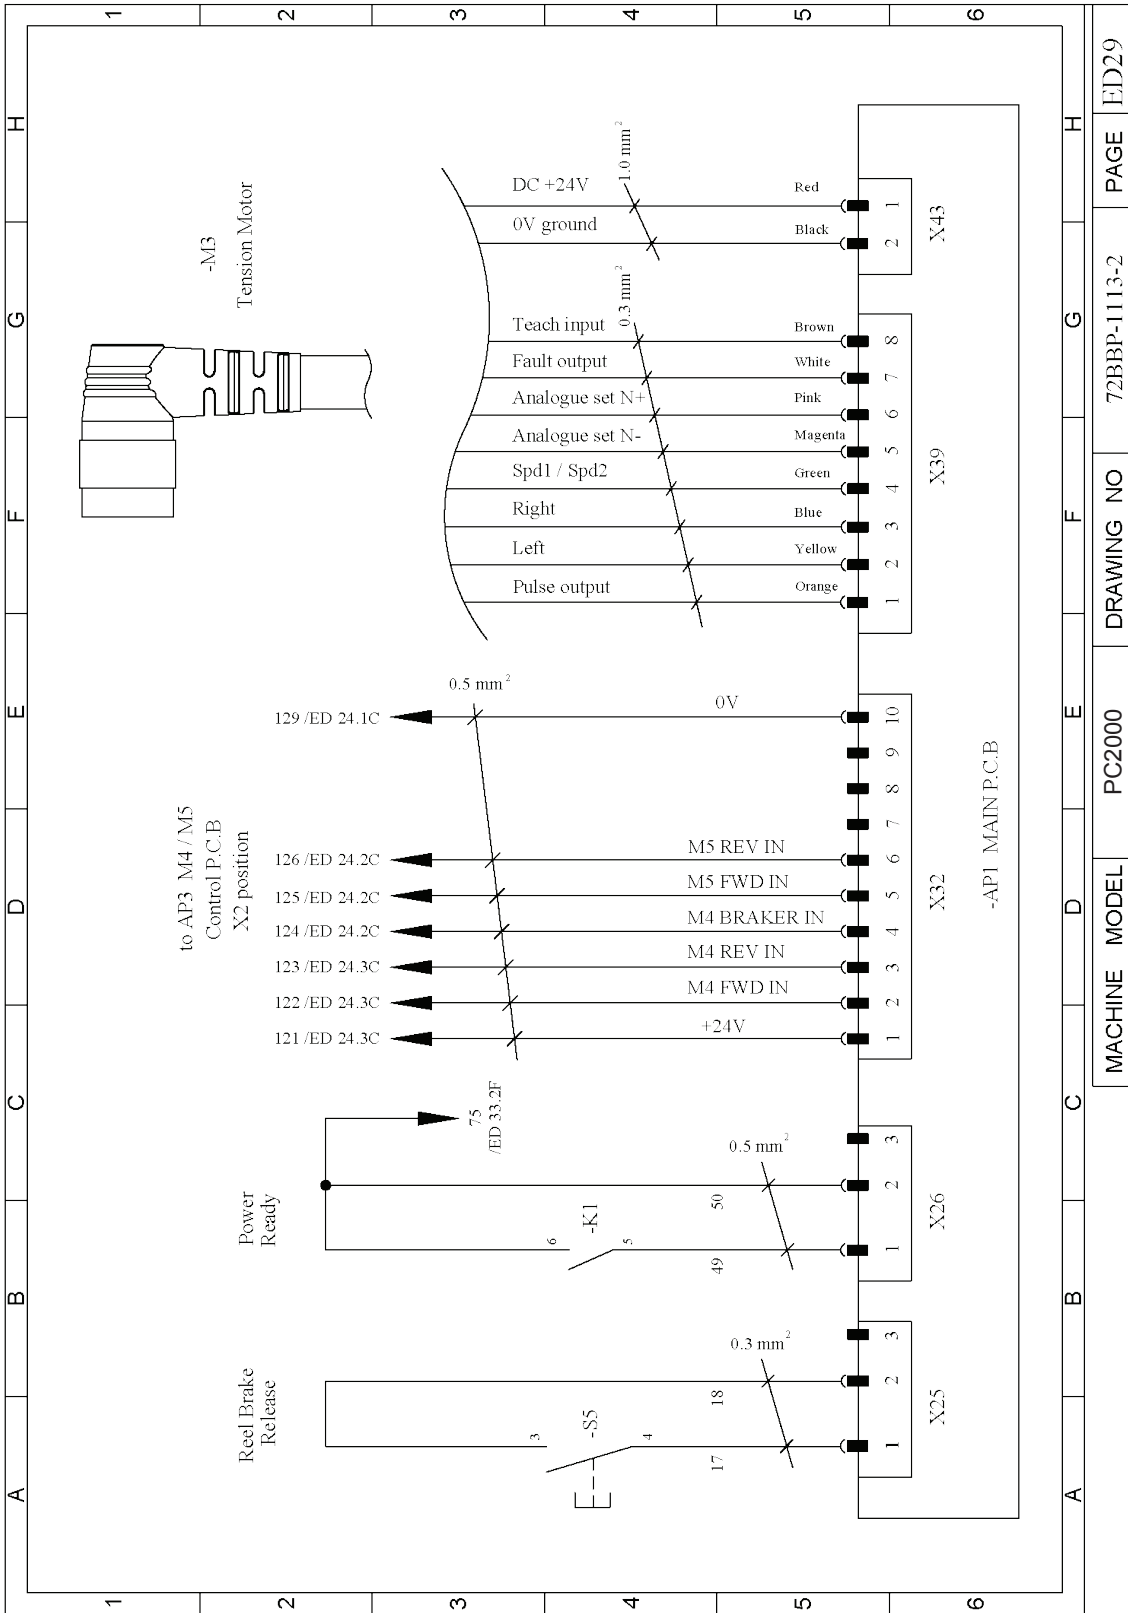 1
2
3
4
5
6
H
G
F
E
D
C
B
A
-M3
Tension Motor
DC +24V
0V ground
1.0 mm²
Red
Black
1
2
X43
Teach input
Fault output
Analogue set N+
Analogue set N-
Spd1 / Spd2
Right
Left
Pulse output
0.3 mm²
Brown
White
Pink
Magenta
Green
Blue
Yellow
Orange
8
7
6
5
4
3
2
1
X39
to AP3 M4 / M5
Control P.C.B
X2 position
0.5 mm²
129 /ED 24.1C
126 /ED 24.2C
125 /ED 24.2C
124 /ED 24.2C
123 /ED 24.3C
122 /ED 24.3C
121 /ED 24.3C
0V
M5 REV IN
M5 FWD IN
M4 BRAKER IN
M4 REV IN
M4 FWD IN
+24V
10
9
8
7
6
5
4
3
2
1
X32
-AP1 MAIN P.C.B
Power
Ready
75
/ED 33.2F
6
-K1
5
50
49
0.5 mm²
3
2
1
X26
Reel Brake
Release
3
-S5
4
18
17
0.3 mm²
3
2
1
X25
1
2
3
4
5
6
H
G
F
E
D
C
B
A
MACHINE MODEL
PC2000
DRAWING NO
72BBP-1113-2
PAGE
ED29